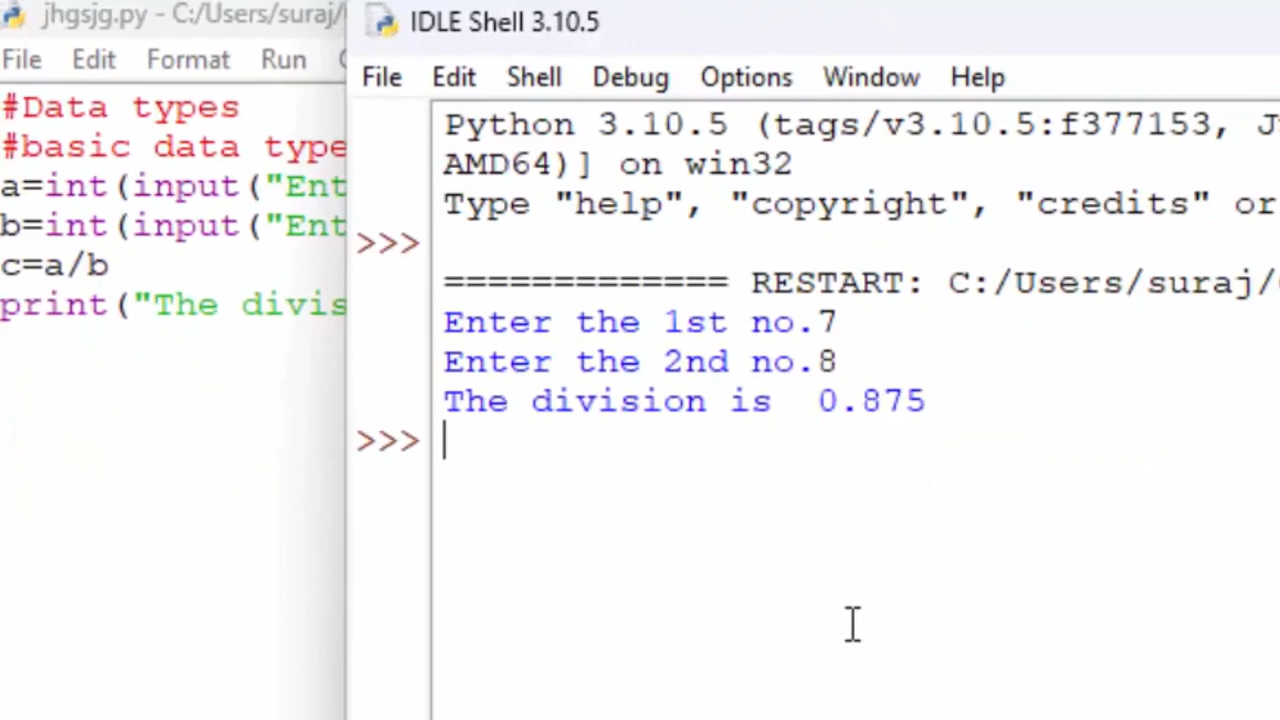 jhgsjg.py - C:/Users/suraj/
File Edit Format Run
#Data types
#basic data type
a=int(input("Ent
b=int(input("Ent
c=a/b
print("The divis
IDLE Shell 3.10.5
File Edit Shell Debug Options Window Help
Python 3.10.5 (tags/v3.10.5:f377153, J
AMD64)] on win32
Type "help", "copyright", "credits" or
>>>
============= RESTART: C:/Users/suraj/
Enter the 1st no.7
Enter the 2nd no.8
The division is  0.875
>>>